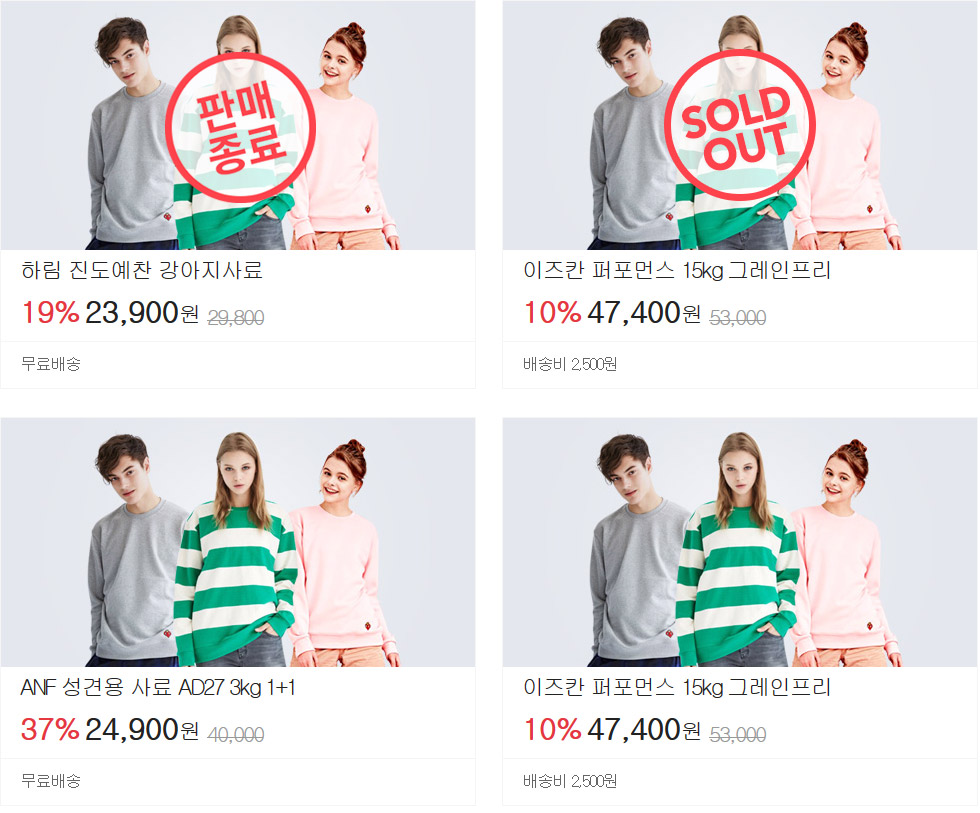 판매
종료
SOLD
OUT
하림 진도예찬 강아지사료
19% 23,900원 29,800
무료배송
이즈칸 퍼포먼스 15kg 그레인프리
10% 47,400원 53,000
배송비 2,500원
ANF 성견용 사료 AD27 3kg 1+1
37% 24,900원 40,000
무료배송
이즈칸 퍼포먼스 15kg 그레인프리
10% 47,400원 53,000
배송비 2,500원